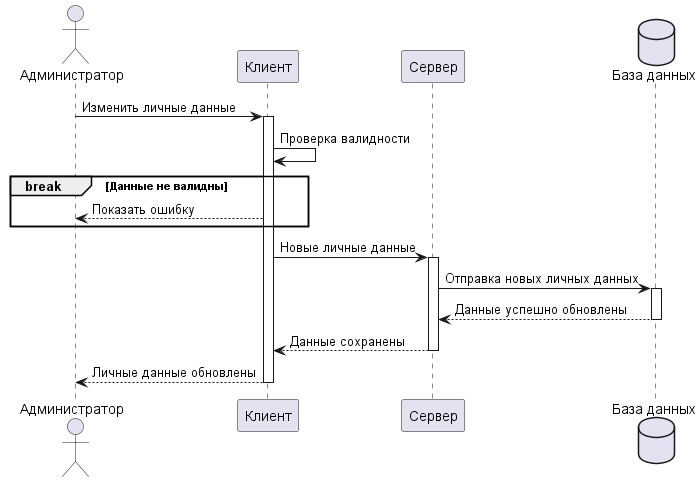 Администратор
Клиент
Сервер
База данных
Изменить личные данные
Проверка валидности
break [Данные не валидны]
Показать ошибку
Новые личные данные
Отправка новых личных данных
Данные успешно обновлены
Данные сохранены
Личные данные обновлены
Администратор
Клиент
Сервер
База данных